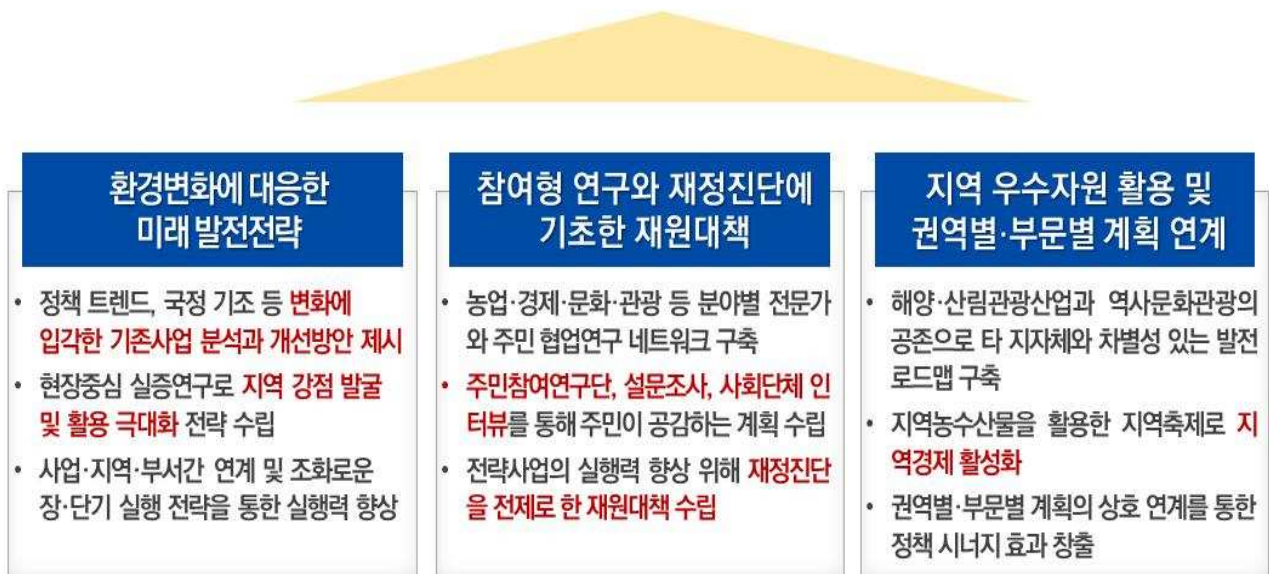 환경변화에 대응한
미래 발전전략
• 정책 트렌드, 국정 기조 등 변화에
입각한 기존사업 분석과 개선방안 제시
• 현장중심 실증연구로 지역 강점 발굴
및 활용 극대화 전략 수립
• 사업·지역·부서간 연계 및 조화로운
장·단기 실행 전략을 통한 실행력 향상
참여형 연구와 재정진단에
기초한 재원대책
• 농업·경제·문화·관광 등 분야별 전문가
와 주민 협업연구 네트워크 구축
• 주민참여연구단, 설문조사, 사회단체 인
터뷰를 통해 주민이 공감하는 계획 수립
• 전략사업의 실행력 향상 위해 재정진단
을 전제로 한 재원대책 수립
지역 우수자원 활용 및
권역별·부문별 계획 연계
• 해양·산림관광산업과 역사문화관광의
공존으로 타 지자체와 차별성 있는 발전
로드맵 구축
• 지역농수산물을 활용한 지역축제로 지
역경제 활성화
• 권역별·부문별 계획의 상호 연계를 통한
정책 시너지 효과 창출